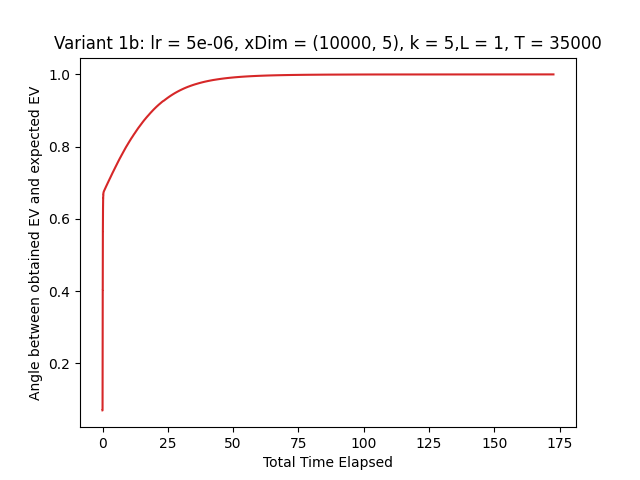 Variant 1b: lr = 5e-06, xDim = (10000, 5), k = 5,L = 1, T = 35000
Angle between obtained EV and expected EV
1.0
0.8
0.6
0.4
0.2
0 25 50 75 100 125 150 175
Total Time Elapsed